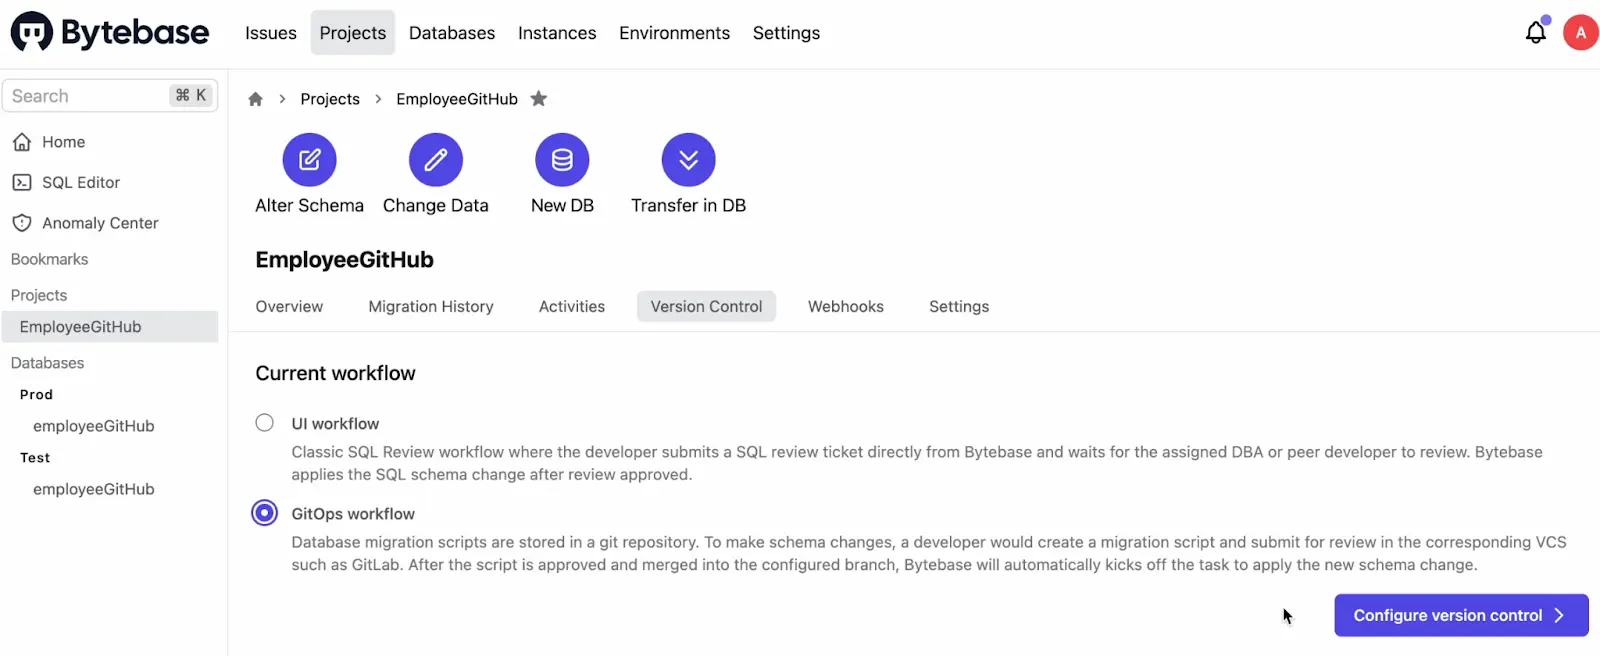 Bytebase
Issues
Projects
Databases
Instances
Environments
Settings
A
Search
⌘ K
Home
SQL Editor
Anomaly Center
Bookmarks
Projects
EmployeeGitHub
Databases
Prod
employeeGitHub
Test
employeeGitHub
Projects
EmployeeGitHub
Alter Schema
Change Data
New DB
Transfer in DB
EmployeeGitHub
Overview
Migration History
Activities
Version Control
Webhooks
Settings
Current workflow
UI workflow
Classic SQL Review workflow where the developer submits a SQL review ticket directly from Bytebase and waits for the assigned DBA or peer developer to review. Bytebase
applies the SQL schema change after review approved.
GitOps workflow
Database migration scripts are stored in a git repository. To make schema changes, a developer would create a migration script and submit for review in the corresponding VCS
such as GitLab. After the script is approved and merged into the configured branch, Bytebase will automatically kicks off the task to apply the new schema change.
Configure version control